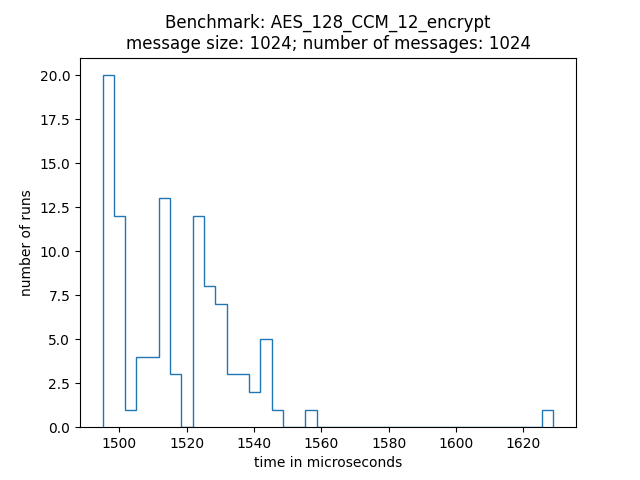 Benchmark: AES_128_CCM_12_encrypt
message size: 1024; number of messages: 1024
20.0
17.5
15.0
12.5
10.0
7.5
5.0
2.5
0.0
number of runs
1500 1520 1540 1560 1580 1600 1620
time in microseconds